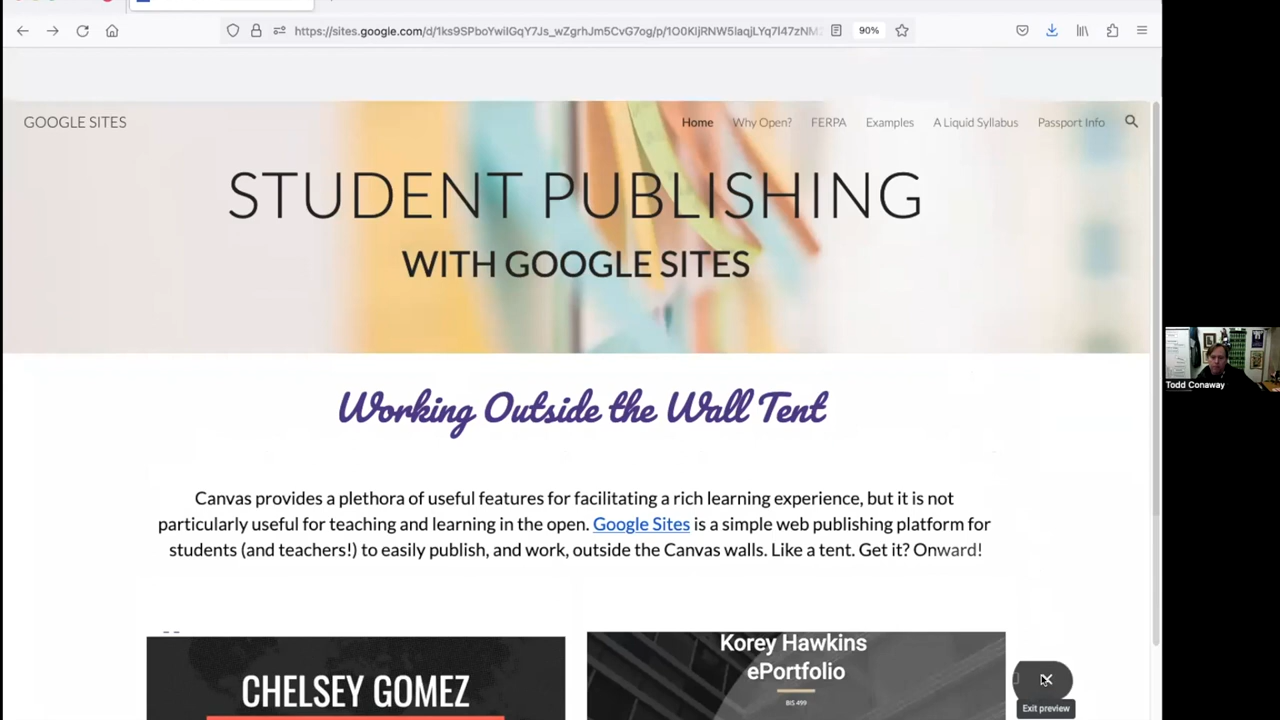 https://sites.google.com/d/1ks9SPboYwiIGqY7Js_wZgrhJm5CvG7og/p/1O0KljRNW5laqjLYq7I47zNM
90%
GOOGLE SITES
Home
Why Open?
FERPA
Examples
A Liquid Syllabus
Passport Info
STUDENT PUBLISHING
WITH GOOGLE SITES
Working Outside the Wall Tent
Canvas provides a plethora of useful features for facilitating a rich learning experience, but it is not
particularly useful for teaching and learning in the open. Google Sites is a simple web publishing platform for
students (and teachers!) to easily publish, and work, outside the Canvas walls. Like a tent. Get it? Onward!
CHELSEY GOMEZ
Korey Hawkins
ePortfolio
BIS 499
Exit preview
Todd Conaway